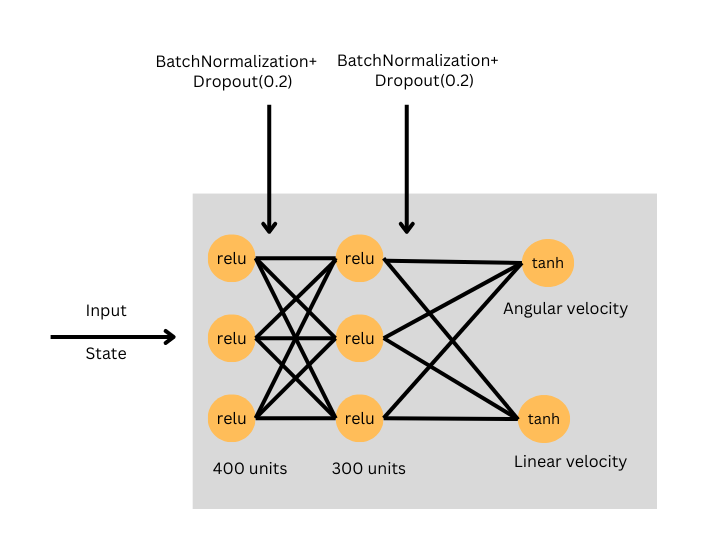 BatchNormalization+
Dropout(0.2)
BatchNormalization+
Dropout(0.2)
Input
State
relu
relu
tanh
Angular velocity
relu
relu
relu
relu
tanh
Linear velocity
400 units
300 units